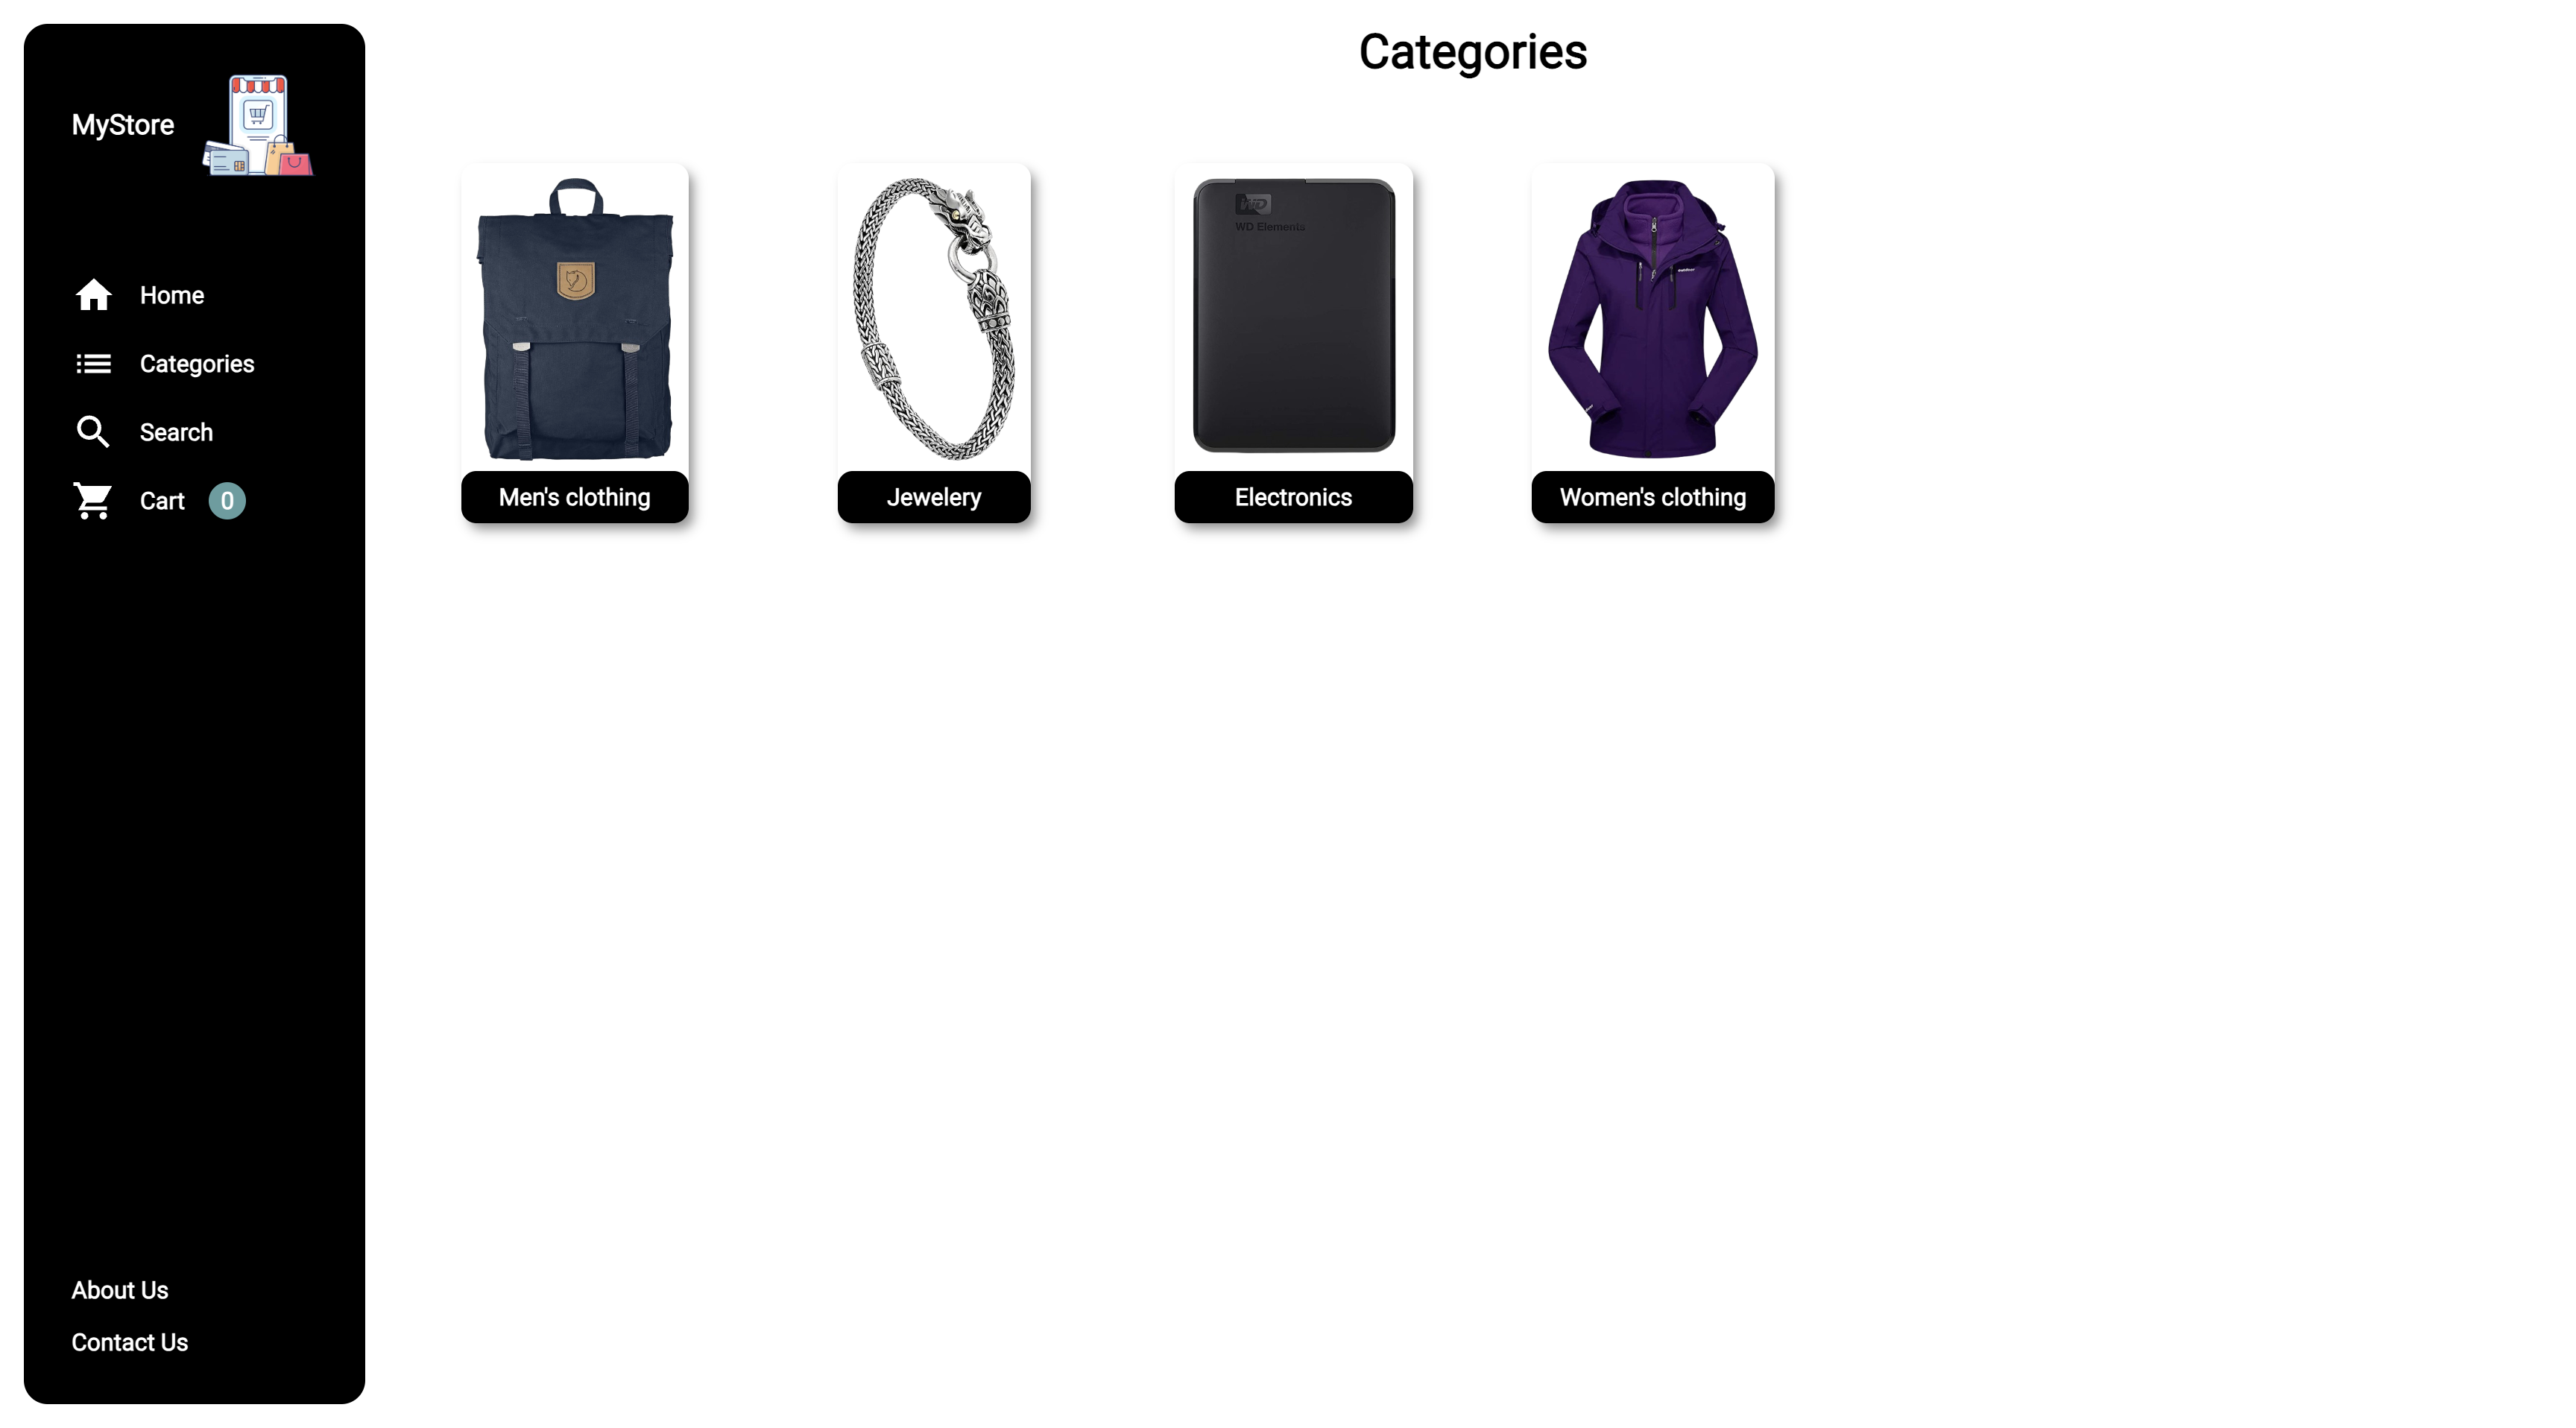 MyStore
Home
Categories
Search
Cart 0
About Us
Contact Us
Categories
WD
WD Elements
Men's clothing
Jewelery
Electronics
Women's clothing